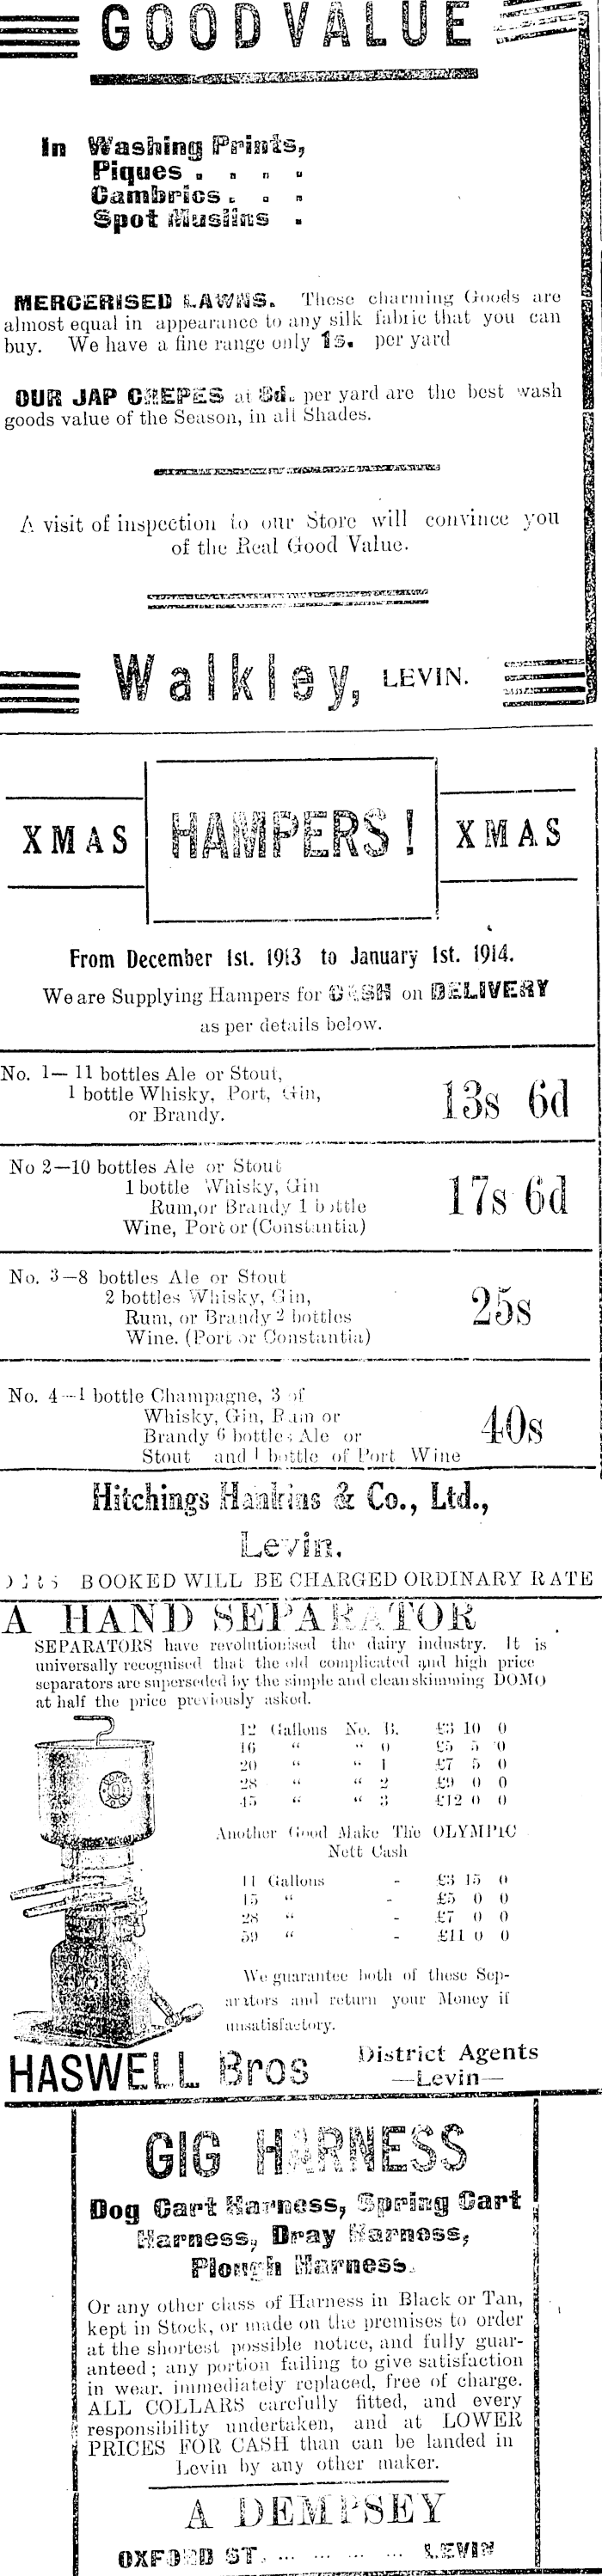 GOOD VALUE
In Washing Prints,
Piques . . . .
Cambrics . . .
Spot Muslins .
MERCERISED LAWNS. These charming Goods are
almost equal in appearance to any silk fabric that you can
buy. We have a fine range only 1s. per yard
OUR JAP CREPES at 8d. per yard are the best wash
goods value of the Season, in all Shades.
A visit of inspection to our Store will convince you
of the Real Good Value.
Walkley, LEVIN.
XMAS HAMPERS! XMAS
From December 1st. 1913 to January 1st. 1914.
We are Supplying Hampers for CASH on DELIVERY
as per details below.
No. 1— 11 bottles Ale or Stout,
1 bottle Whisky, Port, Gin,
or Brandy.
13s 6d
No 2—10 bottles Ale or Stout
1 bottle Whisky, Gin
Rum,or Brandy 1 bottle
Wine, Port or (Constantia)
17s 6d
No. 3—8 bottles Ale or Stout
2 bottles Whisky, Gin,
Rum, or Brandy 2 bottles
Wine. (Port or Constantia)
25s
No. 4—1 bottle Champagne, 3 of
Whisky, Gin, Rum or
Brandy 6 bottles Ale or
Stout and 1 bottle of Port Wine
40s
Hitchings Hankins & Co., Ltd.,
Levin.
BOOKED WILL BE CHARGED ORDINARY RATE
A HAND SEPARATOR
SEPARATORS have revolutionised the dairy industry. It is
universally recognised that the old complicated and high price
separators are superseded by the simple and clean skimming DOMO
at half the price previously asked.
12 Gallons No. B. £3 10 0
16 “ “ 0 £5 5 0
20 “ “ 1 £7 5 0
28 “ “ 2 £9 0 0
45 “ “ 3 £12 0 0
Another Good Make The OLYMPIC
Nett Cash
11 Gallons - £3 15 0
15 “ - £5 0 0
28 “ - £7 0 0
59 “ - £11 0 0
We guarantee both of these Sep-
arators and return your Money if
unsatisfactory.
HASWELL Bros District Agents
—Levin—
GIG HARNESS
Dog Cart Harness, Spring Cart
Harness, Dray Harness,
Plough Harness.
Or any other class of Harness in Black or Tan,
kept in Stock, or made on the premises to order
at the shortest possible notice, and fully guar-
anteed; any portion failing to give satisfaction
in wear, immediately replaced, free of charge.
ALL COLLARS carefully fitted, and every
responsibility undertaken, and at LOWER
PRICES FOR CASH than can be landed in
Levin by any other maker.
A DEMPSEY
OXFORD ST. ... ... ... ... LEVIN